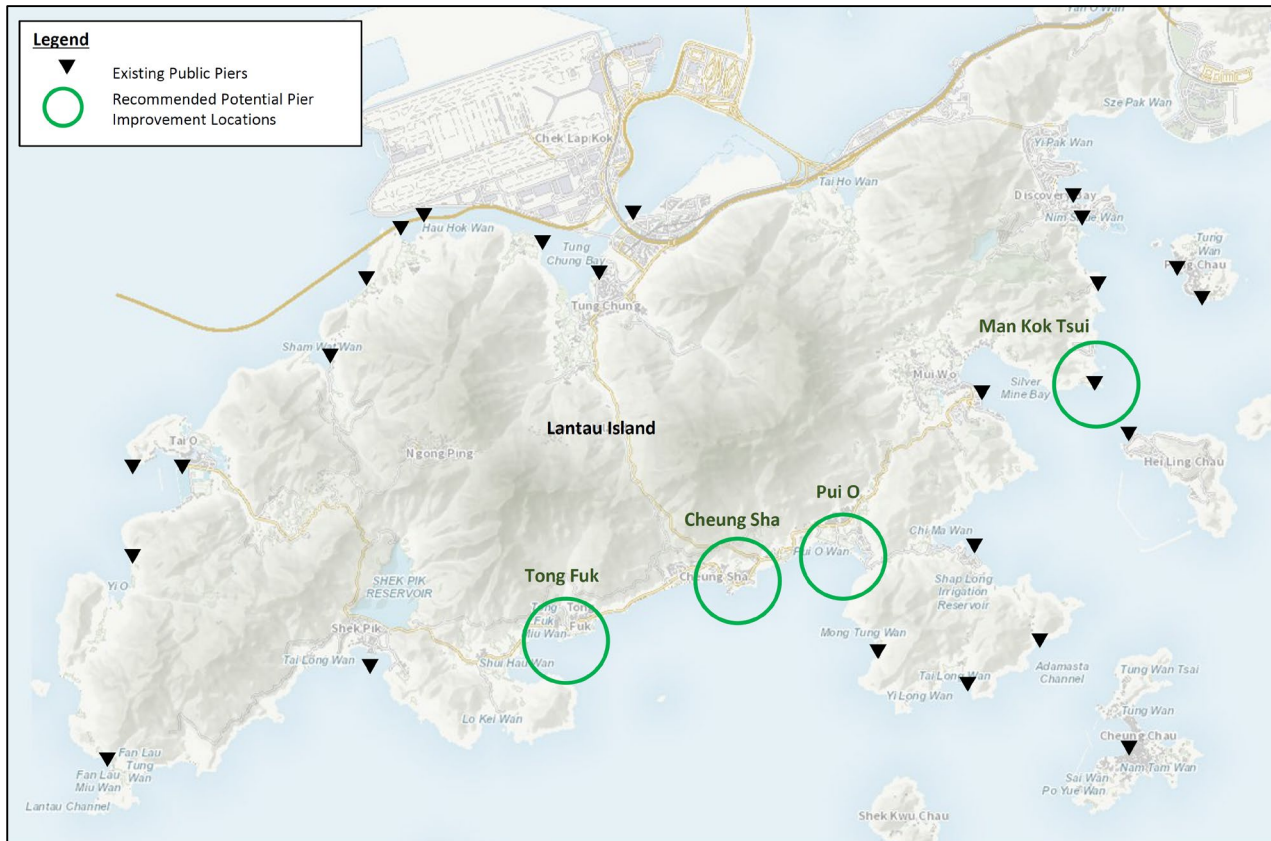 Legend
Existing Public Piers
Recommended Potential Pier
Improvement Locations
Yan O Wan
Sze Pak Wan
Chek Lap Kok
Yi Pak Wan
Tai Ho Wan
Discovery Bay
Nim Shue Wan
Hau Hok Wan
Tung
Chung Bay
Tung
Wan
Peng Chau
Tung Chung
Man Kok Tsui
Sham Wat Wan
Mui Wo
Silver
Mine Bay
Lantau Island
Tai O
Ngong Ping
Hei Ling Chau
Pui O
Cheung Sha
Chi Ma Wan
Pui O Wan
Tong Fuk
Cheung Sha
Yi O
SHEK PIK
RESERVOIR
Shap Long
Irrigation
Reservoir
Tong
Fuk
Miu Wan
Tong
Fuk
Shek Pik
Mong Tung Wan
Tai Long Wan
Shui Hau Wan
Tai Long Wan
Adamasta
Channel
Tung Wan Tsai
Yi Long Wan
Lo Kei Wan
Tung Wan
Cheung Chau
Fan Lau
Tung
Wan
Fan Lau
Miu Wan
Nam Tam Wan
Sai Wan
Po Yue Wan
Lantau Channel
Shek Kwu Chau